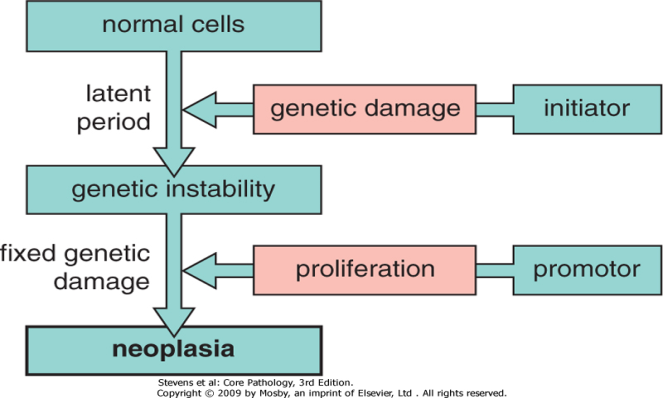 normal cells
latent
period
genetic damage
initiator
genetic instability
fixed genetic
damage
proliferation
promotor
neoplasia
Stevens et al: Core Pathology, 3rd Edition.
Copyright © 2009 by Mosby, an imprint of Elsevier, Ltd . All rights reserved.